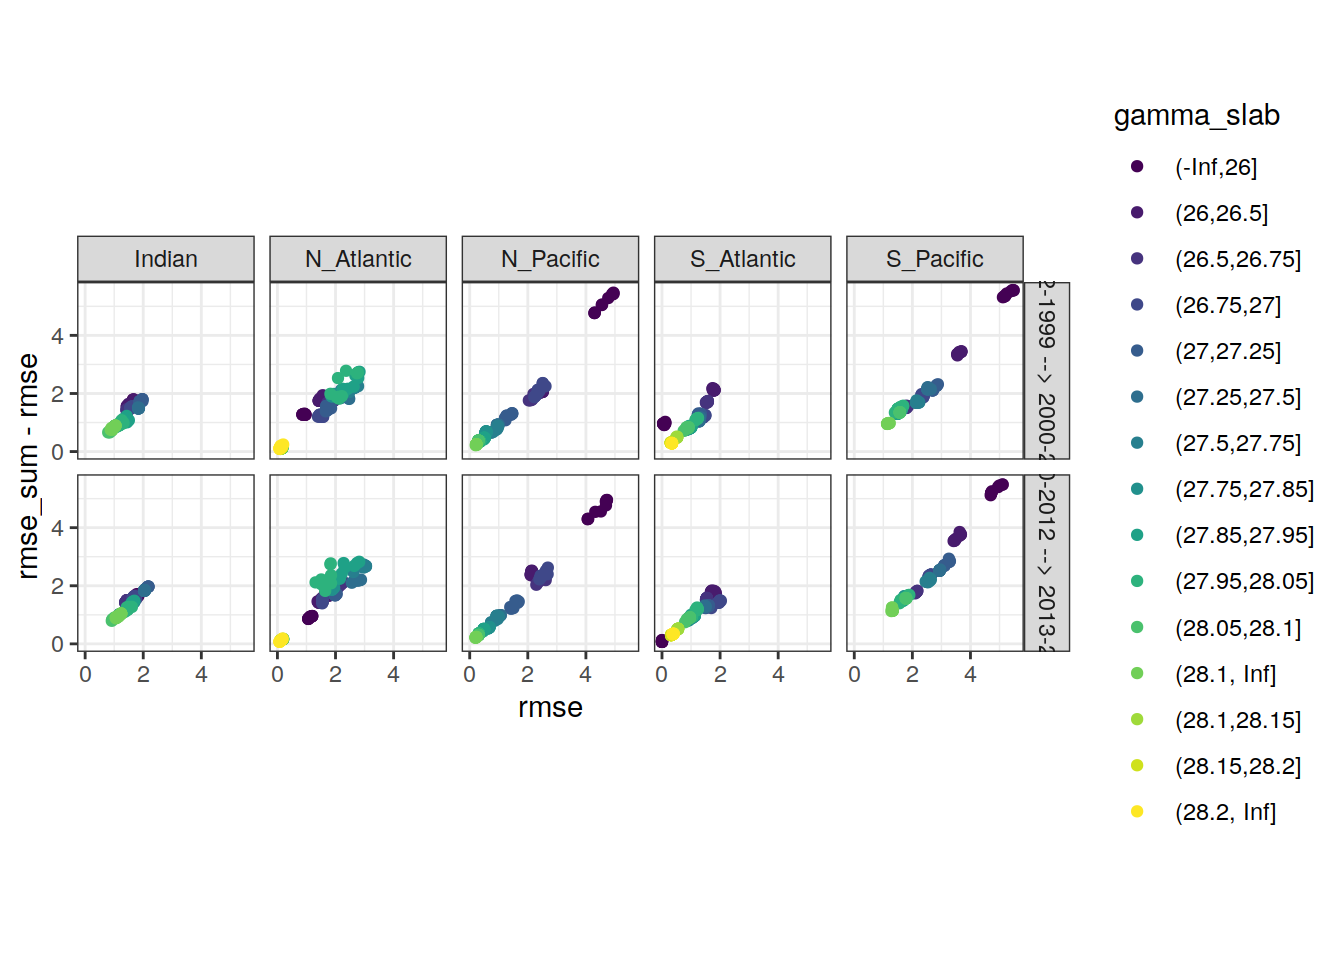 gamma_slab
(-Inf,26]
(26,26.5]
(26.5,26.75]
(26.75,27]
(27,27.25]
(27.25,27.5]
(27.5,27.75]
(27.75,27.85]
(27.85,27.95]
(27.95,28.05]
(28.05,28.1]
(28.1, Inf]
(28.1,28.15]
(28.15,28.2]
(28.2, Inf]
Indian N_Atlantic N_Pacific S_Atlantic S_Pacific
4
2
0
-1999 --> 2000-
rmse_sum - rmse
4
2
0
-2012 --> 2013-
0 2 4 0 2 4 0 2 4 0 2 4 0 2 4
rmse